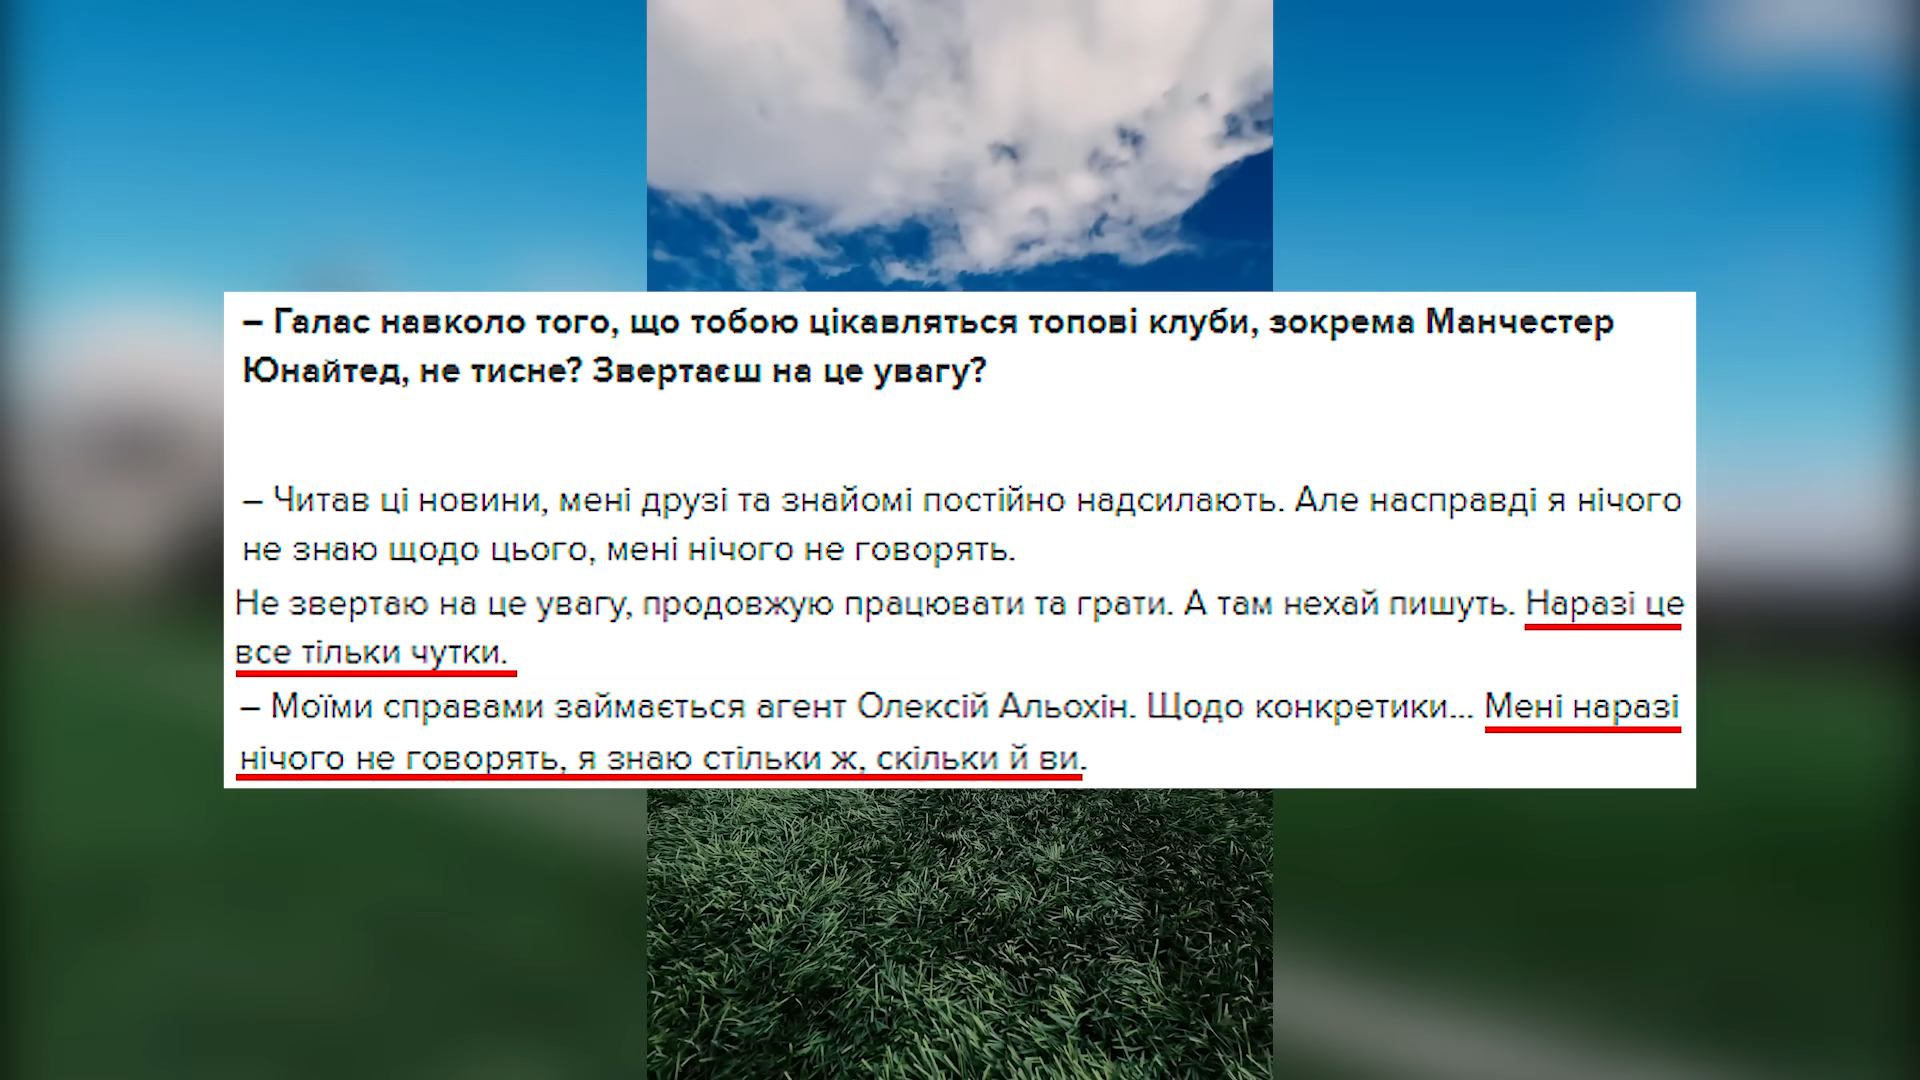 – Галас навколо того, що тобою цікавляться топові клуби, зокрема Манчестер
Юнайтед, не тисне? Звертаєш на це увагу?
– Читав ці новини, мені друзі та знайомі постійно надсилають. Але насправді я нічого
не знаю щодо цього, мені нічого не говорять.
Не звертаю на це увагу, продовжую працювати та грати. А там нехай пишуть. Наразі це
все тільки чутки.
– Моїми справами займається агент Олексій Альохін. Щодо конкретики... Мені наразі
нічого не говорять, я знаю стільки ж, скільки й ви.